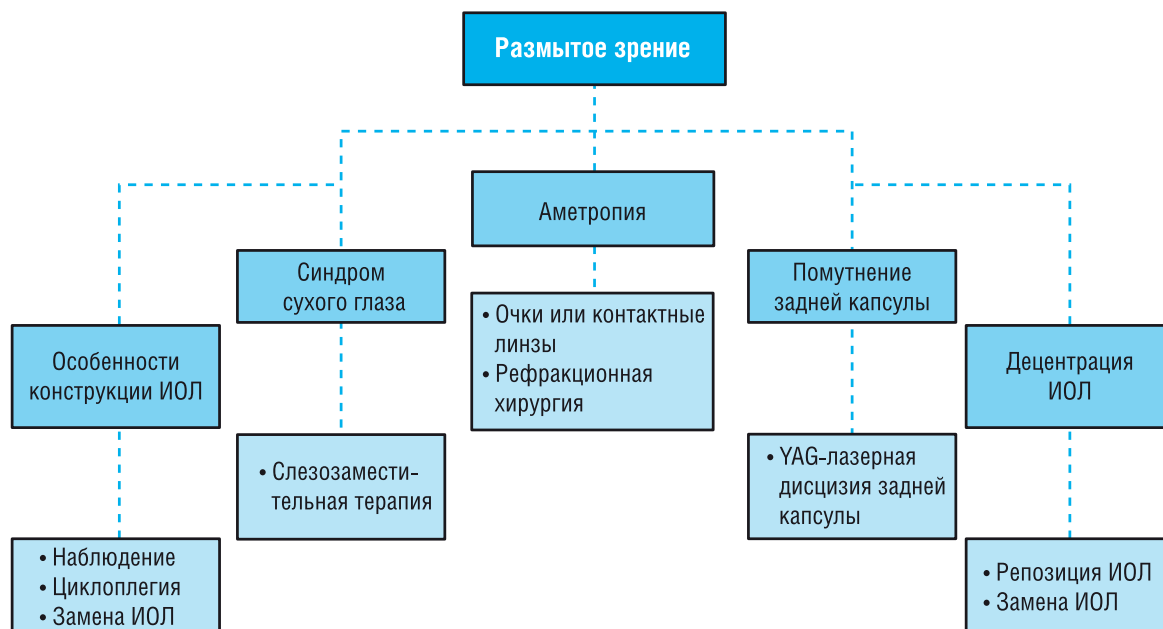 Размытое зрение
Аметропия
Синдром
сухого глаза
Помутнение
задней капсулы
• Очки или контактные
линзы
• Рефракционная
хирургия
Особенности
конструкции ИОЛ
Децентрация
ИОЛ
• Слезозамести-
тельная терапия
• YAG-лазерная
дисцизия задней
капсулы
• Наблюдение
• Циклоплегия
• Замена ИОЛ
• Репозиция ИОЛ
• Замена ИОЛ